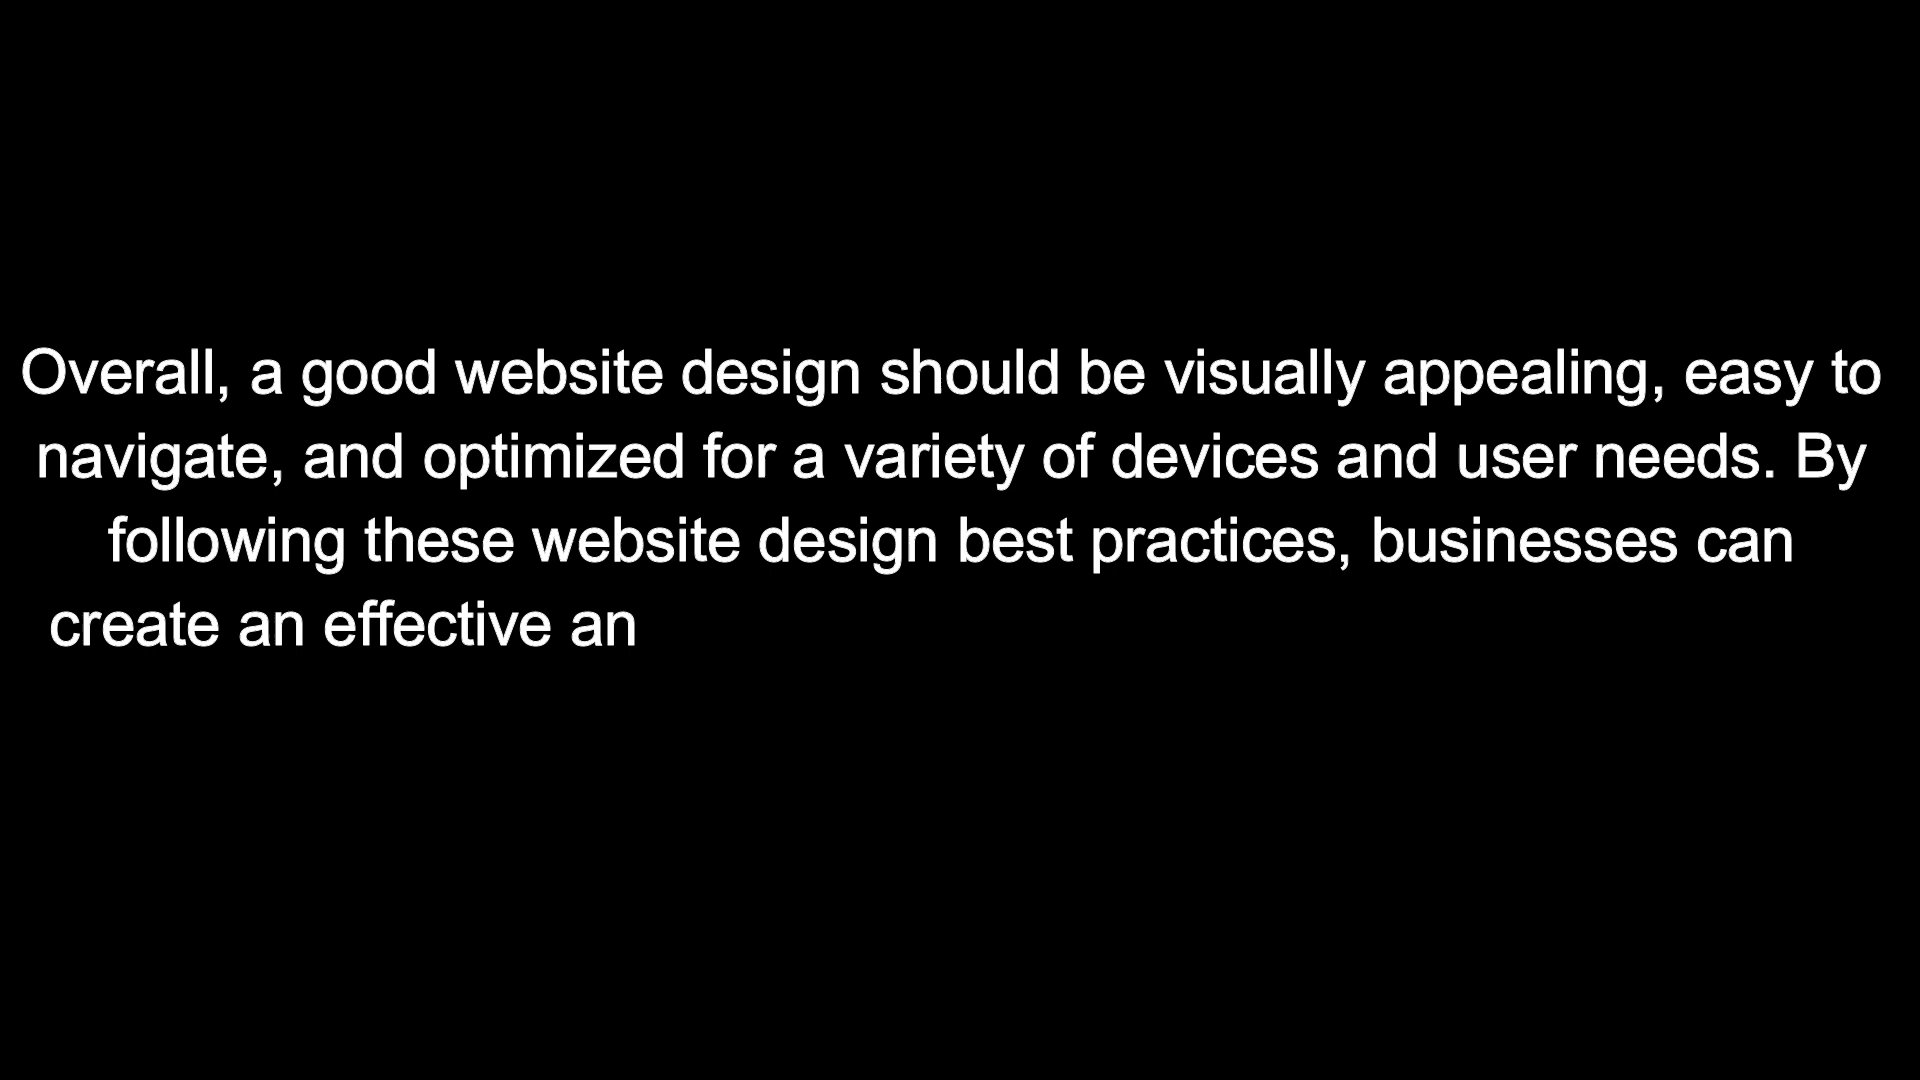 Overall, a good website design should be visually appealing, easy to
navigate, and optimized for a variety of devices and user needs. By
following these website design best practices, businesses can
create an effective an